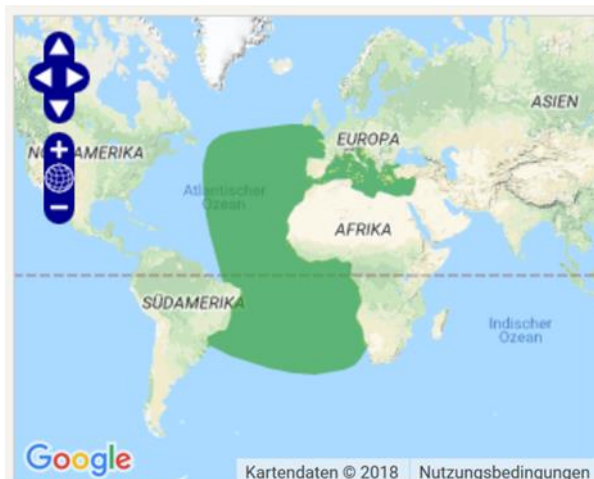 ASIEN
EUROPA
NORDAMERIKA
Atlantischer
Ozean
AFRIKA
SÜDAMERIKA
Indischer
Ozean
Google
Kartendaten © 2018 Nutzungsbedingungen